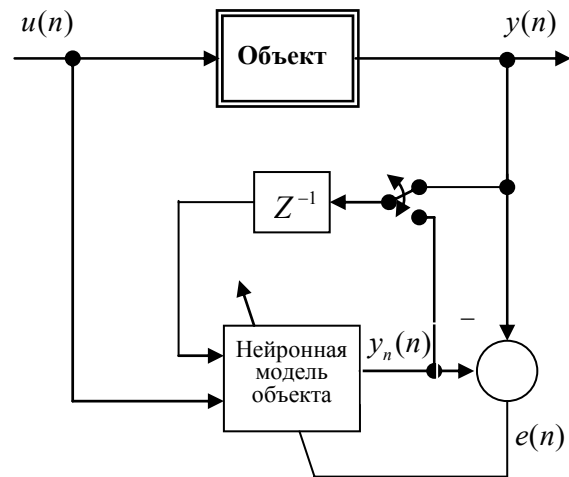 u(n)
Объект
y(n)
Z⁻¹
–
Нейронная
модель
объекта
yₙ(n)
e(n)